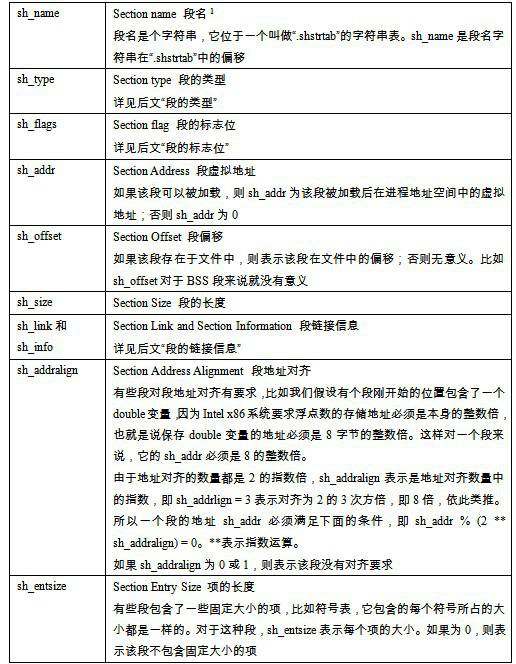 sh_name
Section name 段名 1
段名是个字符串，它位于一个叫做“.shstrtab”的字符串表。sh_name 是段名字
符串在“.shstrtab”中的偏移
sh_type
Section type 段的类型
详见后文“段的类型”
sh_flags
Section flag 段的标志位
详见后文“段的标志位”
sh_addr
Section Address 段虚拟地址
如果该段可以被加载，则 sh_addr 为该段被加载后在进程地址空间中的虚拟
地址；否则 sh_addr 为 0
sh_offset
Section Offset 段偏移
如果该段存在于文件中，则表示该段在文件中的偏移；否则无意义。比如
sh_offset 对于 BSS 段来说就没有意义
sh_size
Section Size 段的长度
sh_link 和
sh_info
Section Link and Section Information 段链接信息
详见后文“段的链接信息”
sh_addralign
Section Address Alignment 段地址对齐
有些段对段地址对齐有要求，比如我们假设有个段刚开始的位置包含了一个
double 变量，因为 Intel x86 系统要求浮点数的存储地址必须是本身的整数倍，
也就是说保存 double 变量的地址必须是 8 字节的整数倍。这样对一个段来
说，它的 sh_addr 必须是 8 的整数倍。
由于地址对齐的数量都是 2 的指数倍，sh_addralign 表示是地址对齐数量中
的指数，即 sh_addrlign = 3 表示对齐为 2 的 3 次方倍，即 8 倍，依此类推。
所以一个段的地址 sh_addr 必须满足下面的条件，即 sh_addr % (2 **
sh_addralign) = 0。**表示指数运算。
如果 sh_addralign 为 0 或 1，则表示该段没有对齐要求
sh_entsize
Section Entry Size 项的长度
有些段包含了一些固定大小的项，比如符号表，它包含的每个符号所占的大
小都是一样的。对于这种段，sh_entsize 表示每个项的大小。如果为 0，则表
示该段不包含固定大小的项